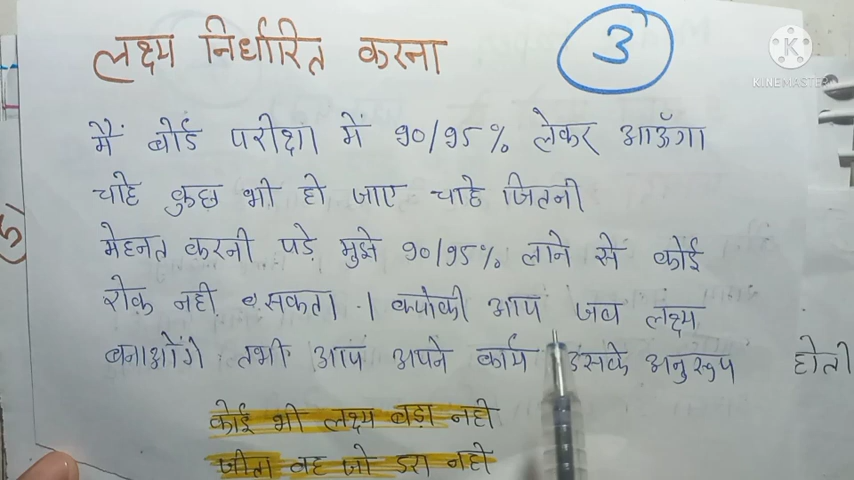 लक्ष्य निर्धारित करना
3
K
KINEMASTER
मैं बोर्ड परीक्षा में 90/95% लेकर आऊँगा
चाहे कुछ भी हो जाए चाहे जितनी
मेहनत करनी पड़े मुझे 90/95% लाने से कोई
रोक नही सकता । क्योकी आप जब लक्ष्य
बनाओगे तभी आप अपने कार्य उसके अनुरूप होती
कोई भी लक्ष्य बड़ा नही
जीता वह जो डरा नही